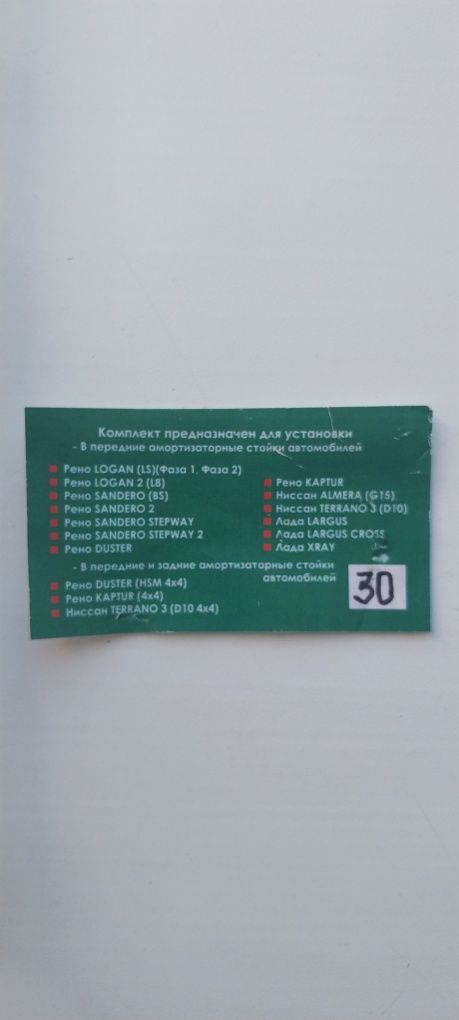 Комплект предназначен для установки
- В передние амортизаторные стойки автомобилей
Рено LOGAN (LS)(Фаза 1, Фаза 2)
Рено LOGAN 2 (L8)
Рено SANDERO (BS)
Рено SANDERO 2
Рено SANDERO STEPWAY
Рено SANDERO STEPWAY 2
Рено DUSTER
Рено KAPTUR
Ниссан ALMERA (G15)
Ниссан TERRANO 3 (D10)
Лада LARGUS
Лада LARGUS CROSS
Лада XRAY
- В передние и задние амортизаторные стойки
автомобилей
Рено DUSTER (HSM 4x4)
Рено KAPTUR (4x4)
Ниссан TERRANO 3 (D10 4x4)
30